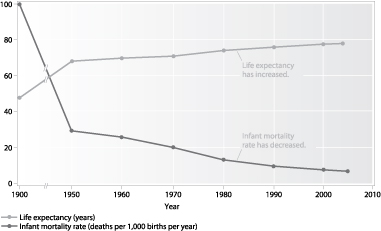 100
80
60
40
20
0
Life expectancy
has increased.
Infant mortality
rate has decreased.
1900 1950 1960 1970 1980 1990 2000 2010
Year
Life expectancy (years)
Infant mortality rate (deaths per 1,000 births per year)